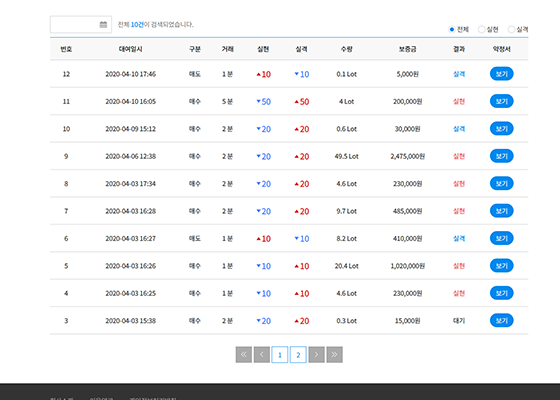 전체 10건이 검색되었습니다.
전체 실현 실격
번호 대여일시 구분 거래 실현 실격 수량 보증금 결과 약정서
12 2020-04-10 17:46 매도 1 분 ▲10 ▼10 0.1 Lot 5,000원 실격 보기
11 2020-04-10 16:05 매수 5 분 ▼50 ▲50 4 Lot 200,000원 실현 보기
10 2020-04-09 15:12 매수 2 분 ▼20 ▲20 0.6 Lot 30,000원 실격 보기
9 2020-04-06 12:38 매수 2 분 ▼20 ▲20 49.5 Lot 2,475,000원 실현 보기
8 2020-04-03 17:34 매수 2 분 ▼20 ▲20 4.6 Lot 230,000원 실현 보기
7 2020-04-03 16:28 매수 2 분 ▼20 ▲20 9.7 Lot 485,000원 실현 보기
6 2020-04-03 16:27 매도 1 분 ▲10 ▼10 8.2 Lot 410,000원 실격 보기
5 2020-04-03 16:26 매수 1 분 ▼10 ▲10 20.4 Lot 1,020,000원 실현 보기
4 2020-04-03 16:25 매수 1 분 ▼10 ▲10 4.6 Lot 230,000원 실현 보기
3 2020-04-03 15:38 매수 2 분 ▼20 ▲20 0.3 Lot 15,000원 대기 보기
« ‹ 1 2 › »